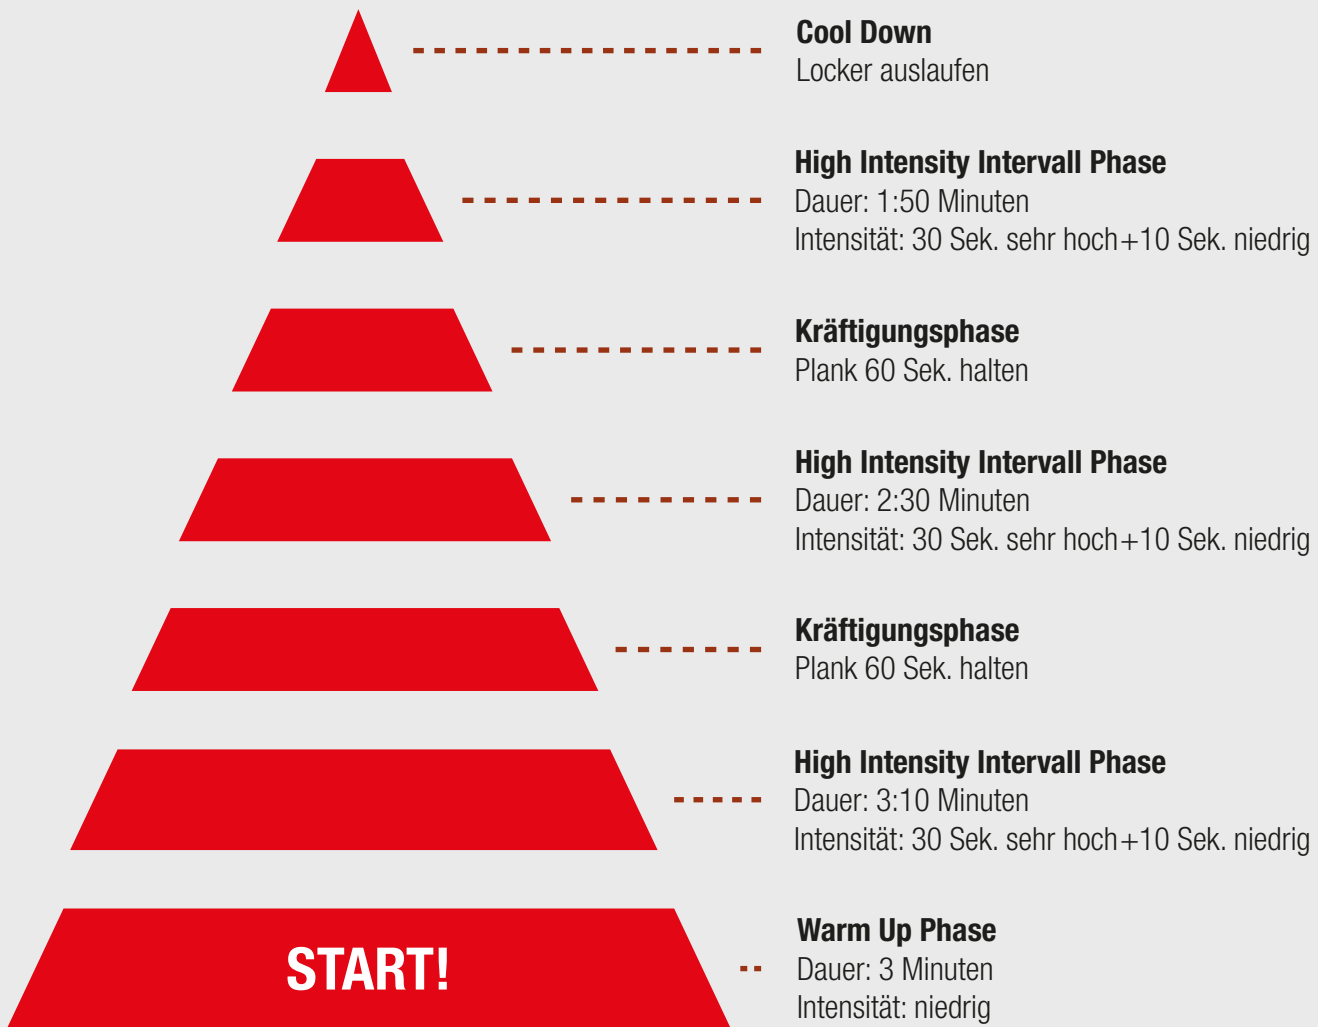 Cool Down
Locker auslaufen
High Intensity Intervall Phase
Dauer: 1:50 Minuten
Intensität: 30 Sek. sehr hoch+10 Sek. niedrig
Kräftigungsphase
Plank 60 Sek. halten
High Intensity Intervall Phase
Dauer: 2:30 Minuten
Intensität: 30 Sek. sehr hoch+10 Sek. niedrig
Kräftigungsphase
Plank 60 Sek. halten
High Intensity Intervall Phase
Dauer: 3:10 Minuten
Intensität: 30 Sek. sehr hoch+10 Sek. niedrig
START!
Warm Up Phase
Dauer: 3 Minuten
Intensität: niedrig